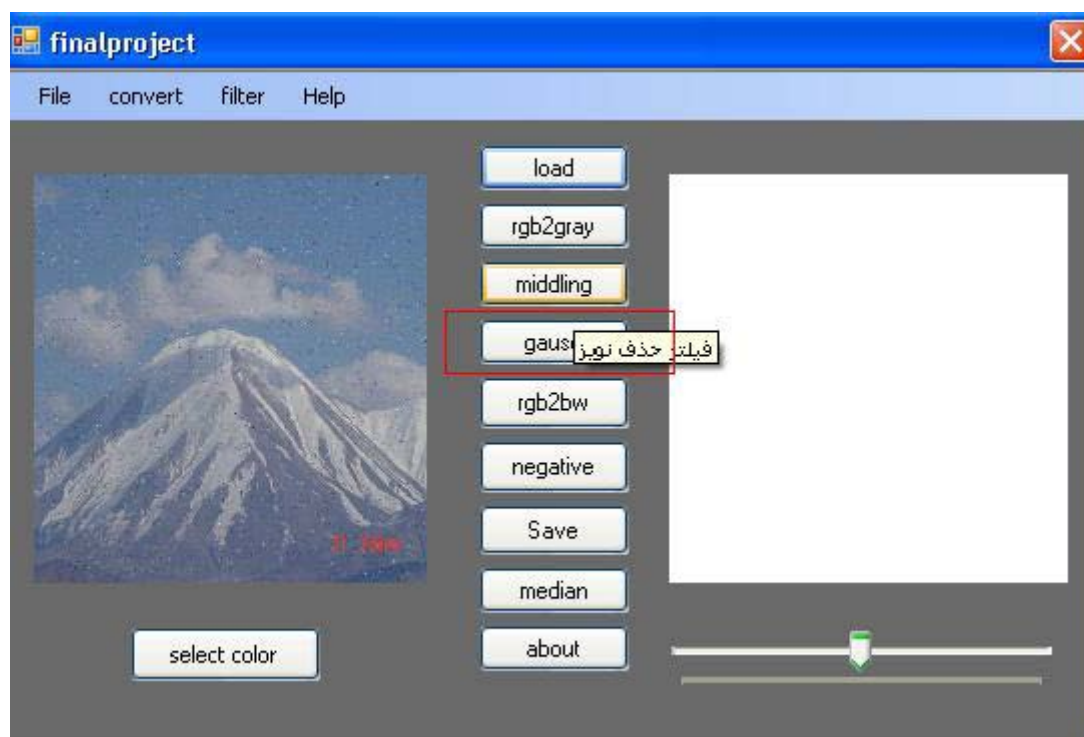 finalproject
File convert filter Help
load
rgb2gray
middling
فیلتر حذف نویز
rgb2bw
negative
Save
median
about
select color